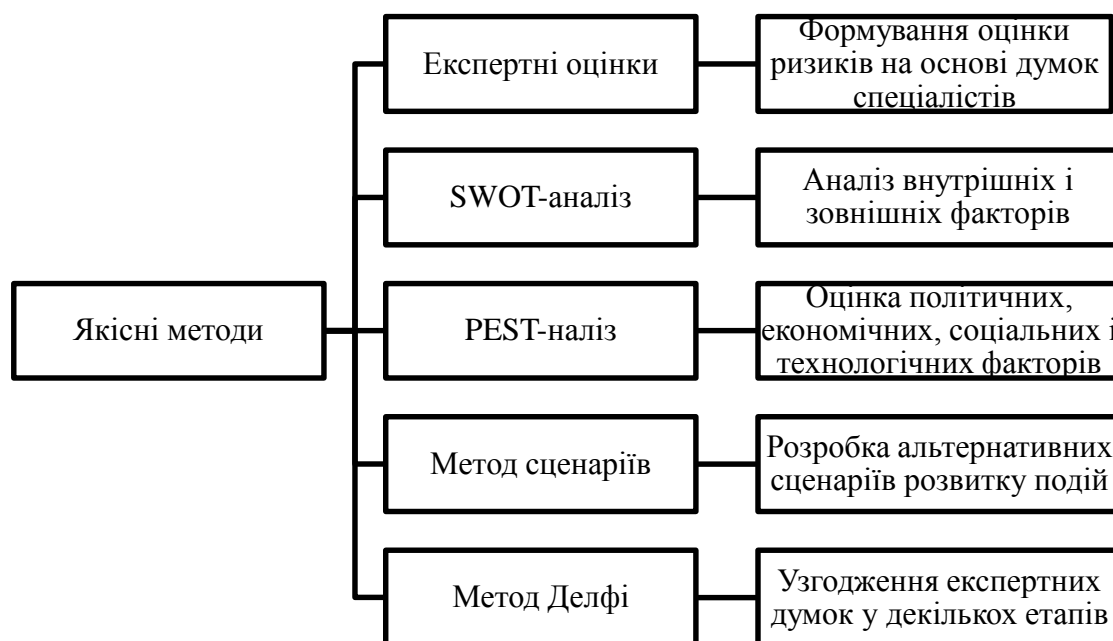 Якісні методи
Експертні оцінки
Формування оцінки
ризиків на основі думок
спеціалістів
SWOT-аналіз
Аналіз внутрішніх і
зовнішніх факторів
PEST-наліз
Оцінка політичних,
економічних, соціальних і
технологічних факторів
Метод сценаріїв
Розробка альтернативних
сценаріїв розвитку подій
Метод Делфі
Узгодження експертних
думок у декількох етапів